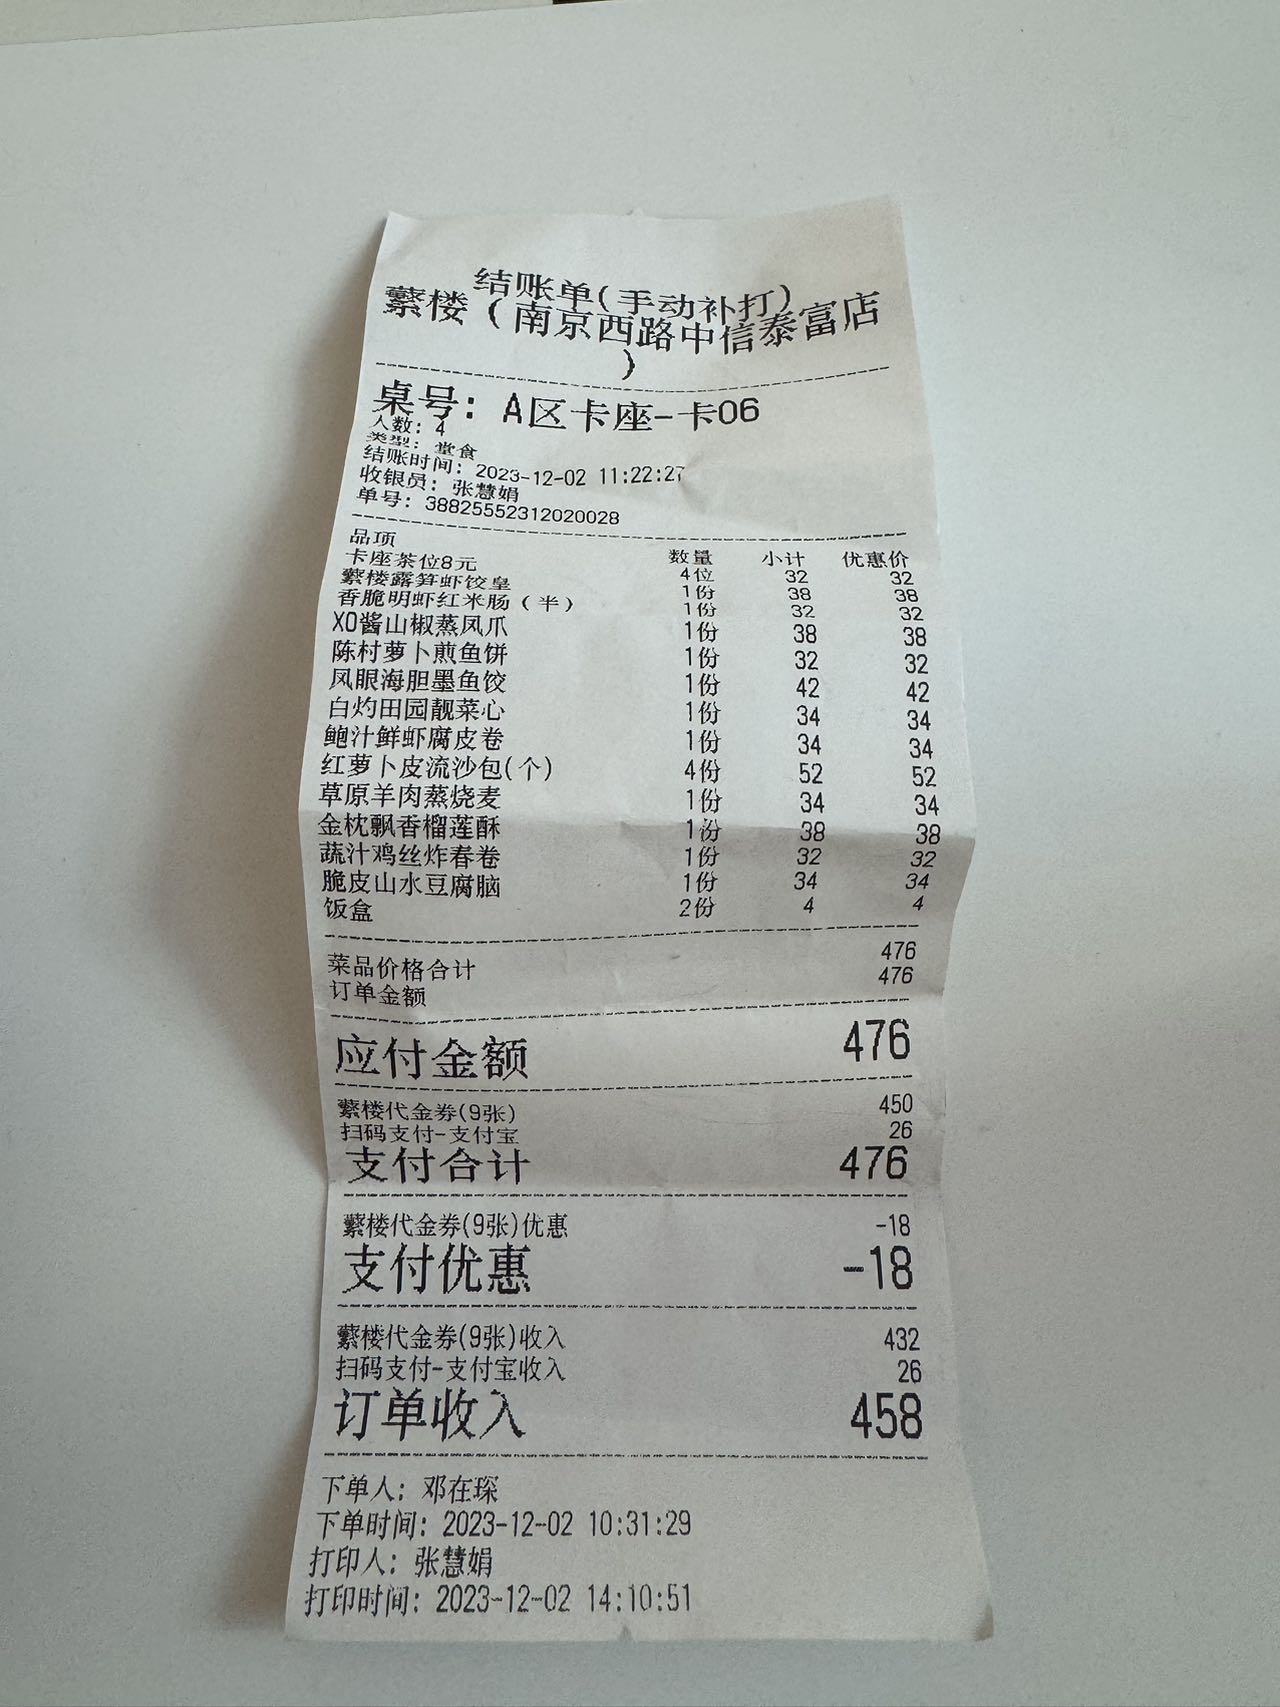 结账单(手动补打)
蘩楼（南京西路中信泰富店
）
桌号: A区卡座-卡06
人数: 4
类型: 堂食
结账时间: 2023-12-02 11:22:27
收银员: 张慧娟
单号: 38825552312020028
品项 数量 小计 优惠价
卡座茶位8元 4位 32 32
蘩楼露笋虾饺皇 1份 38 38
香脆明虾红米肠（半） 1份 32 32
XO酱山椒蒸凤爪 1份 38 38
陈村萝卜煎鱼饼 1份 32 32
凤眼海胆墨鱼饺 1份 42 42
白灼田园靓菜心 1份 34 34
鲍汁鲜虾腐皮卷 1份 34 34
红萝卜皮流沙包(个) 4份 52 52
草原羊肉蒸烧麦 1份 34 34
金枕飘香榴莲酥 1份 38 38
蔬汁鸡丝炸春卷 1份 32 32
脆皮山水豆腐脑 1份 34 34
饭盒 2份 4 4
菜品价格合计 476
订单金额 476
应付金额 476
蘩楼代金券(9张) 450
扫码支付-支付宝 26
支付合计 476
蘩楼代金券(9张)优惠 -18
支付优惠 -18
蘩楼代金券(9张)收入 432
扫码支付-支付宝收入 26
订单收入 458
下单人: 邓在琛
下单时间: 2023-12-02 10:31:29
打印人: 张慧娟
打印时间: 2023-12-02 14:10:51